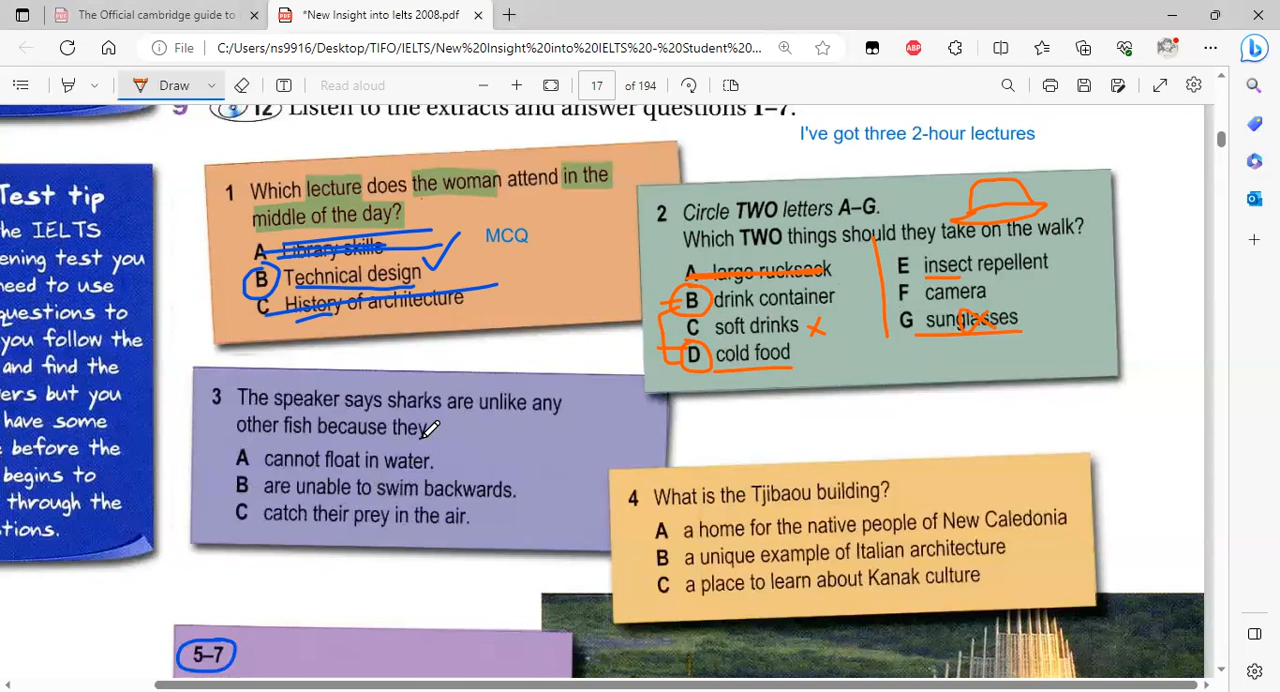 The Official cambridge guide to
*New Insight into Ielts 2008.pdf
File
C:/Users/ns9916/Desktop/TIFO/IELTS/New%20Insight%20into%20IELTS%20-%20Student%20...
ABP
Draw
Read aloud
17
of 194
9 12 Listen to the extracts and answer questions 1–7.
I've got three 2-hour lectures
Test tip
he IELTS
ening test you
need to use
questions to
you follow the
and find the
ers but you
have some
before the
begins to
through the
tions.
1 Which lecture does the woman attend in the
middle of the day?
A Library skills
B Technical design
C History of architecture
MCQ
2 Circle TWO letters A–G.
Which TWO things should they take on the walk?
A large rucksack
B drink container
C soft drinks
D cold food
E insect repellent
F camera
G sunglasses
3 The speaker says sharks are unlike any
other fish because they
A cannot float in water.
B are unable to swim backwards.
C catch their prey in the air.
4 What is the Tjibaou building?
A a home for the native people of New Caledonia
B a unique example of Italian architecture
C a place to learn about Kanak culture
5–7